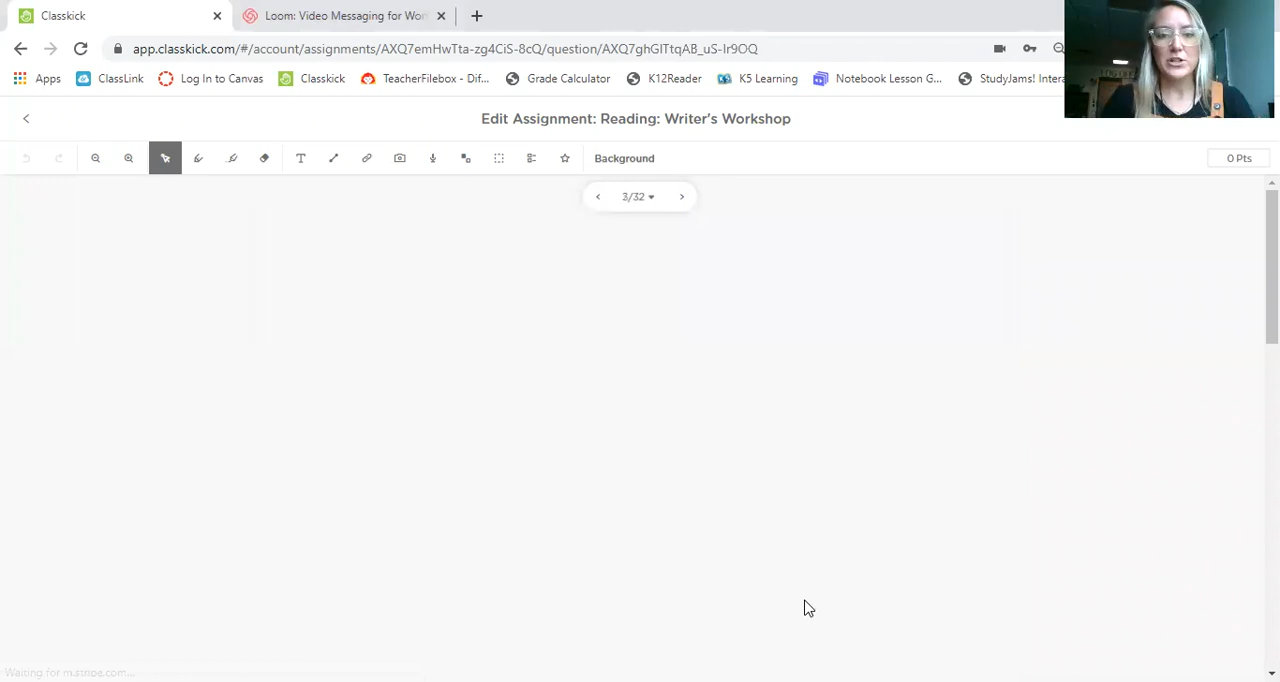 Classkick
Loom: Video Messaging for Wor
app.classkick.com/#/account/assignments/AXQ7emHwTta-zg4CiS-8cQ/question/AXQ7ghGITtqAB_uS-Ir9OQ
Apps ClassLink Log In to Canvas Classkick TeacherFilebox - Dif... Grade Calculator K12Reader K5 Learning Notebook Lesson G... StudyJams! Intera
Edit Assignment: Reading: Writer's Workshop
T Background 0 Pts
3/32
Waiting for m.stripe.com...